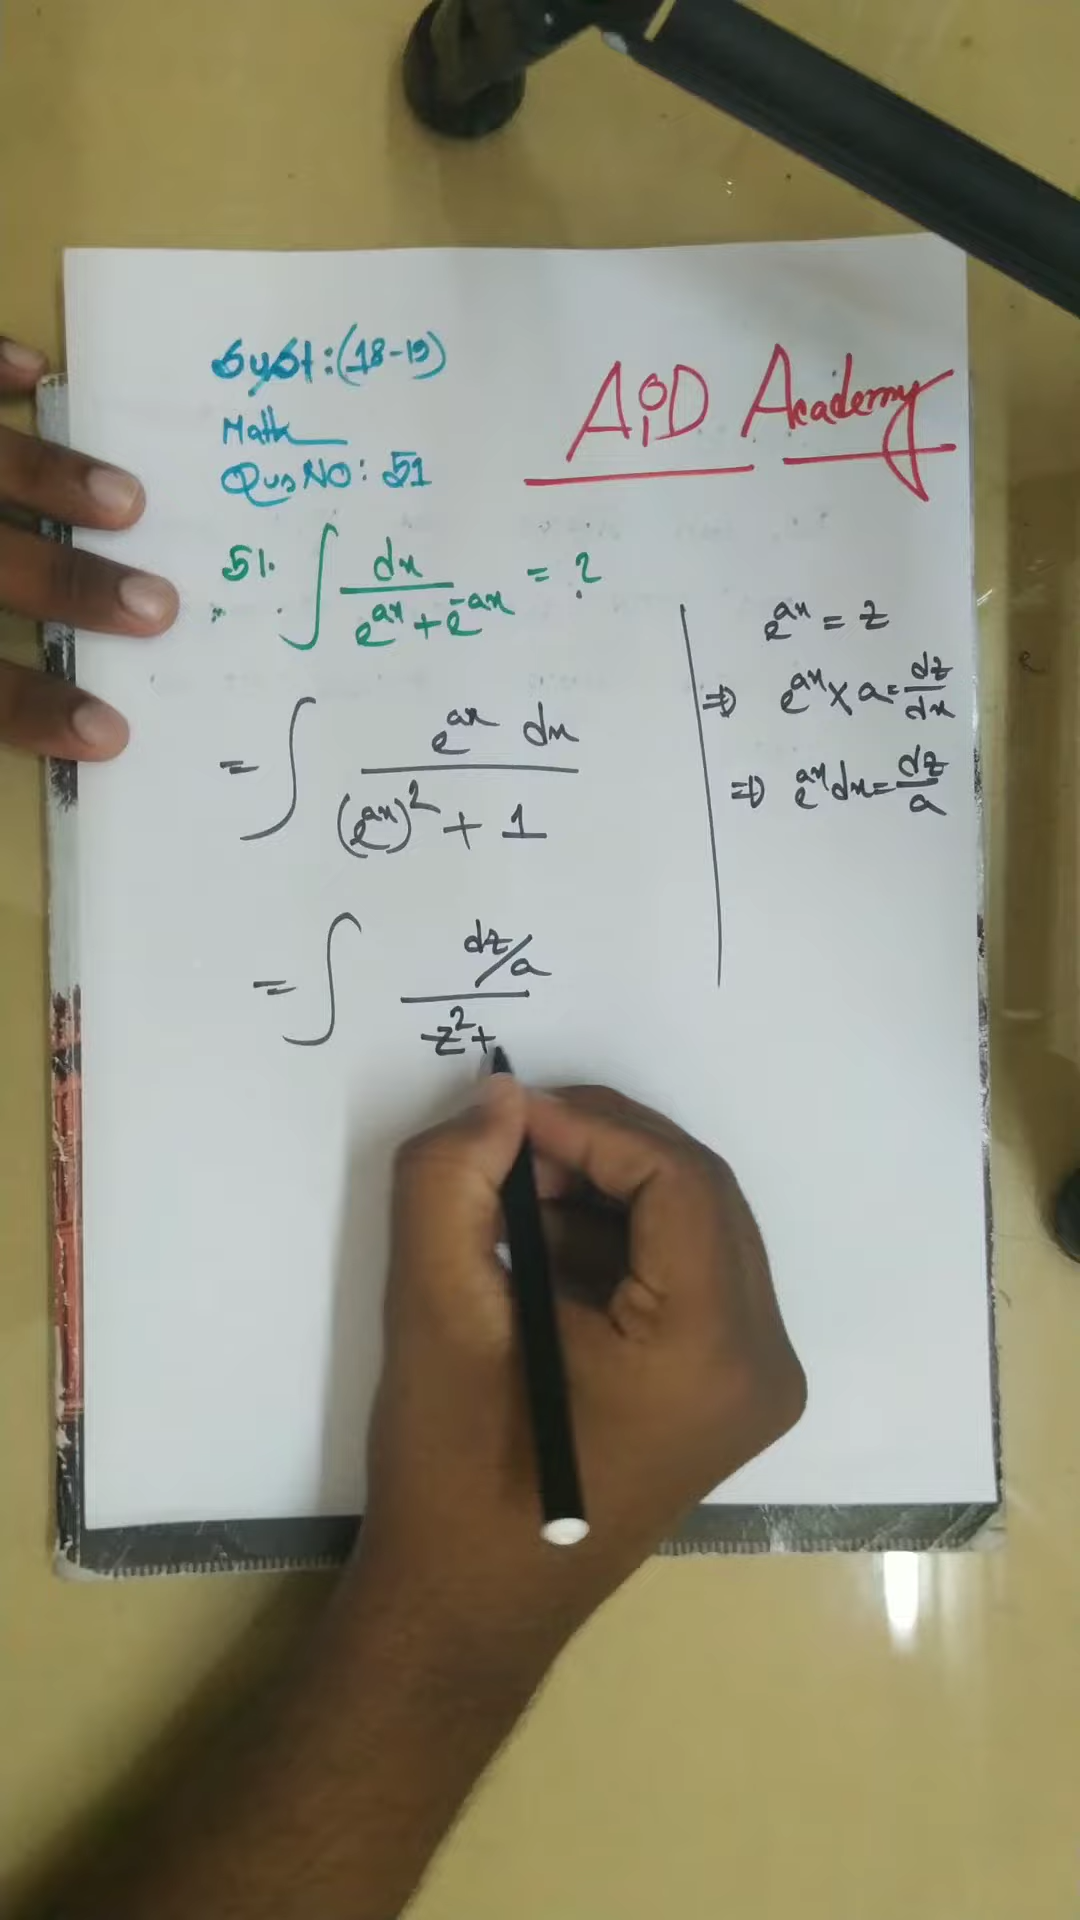 (18-19)
Math
Qus NO: 51
AiD Academy
51. ∫ dx / (e^ax + e^-ax) = ?
= ∫ e^ax dx / ((e^ax)^2 + 1)
= ∫ (dz/a) / (z^2 +
e^ax = z
⇒ e^ax × a = dz/dx
⇒ e^ax dx = dz/a